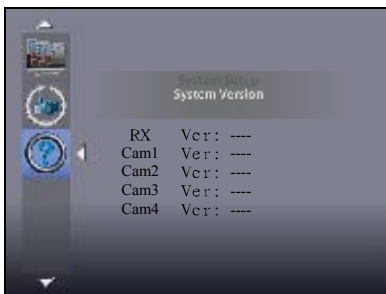 System Setup
System Version
RX Ver: ----
Cam1 Ver: ----
Cam2 Ver: ----
Cam3 Ver: ----
Cam4 Ver: ----